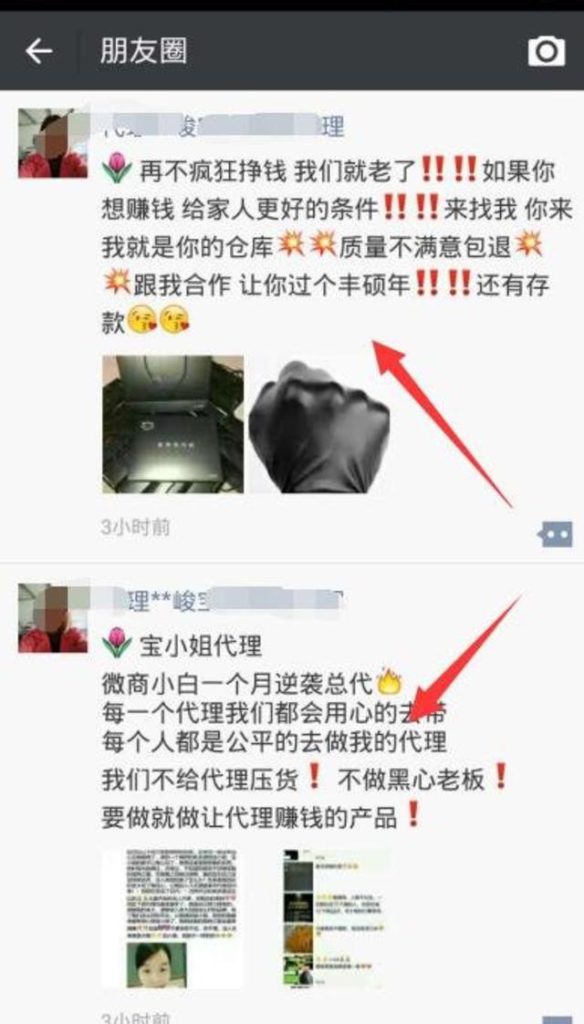 朋友圈
理
🌷再不疯狂挣钱 我们就老了‼️‼️如果你
想赚钱 给家人更好的条件‼️‼️来找我 你来
我就是你的仓库💥💥质量不满意包退💥
💥跟我合作 让你过个丰硕年‼️‼️还有存
款😘😘
3小时前
理**峻宝
🌷宝小姐代理
微商小白一个月逆袭总代🔥
每一个代理我们都会用心的去带
每个人都是公平的去做我的代理
我们不给代理压货❗ 不做黑心老板❗
要做就做让代理赚钱的产品❗
3小时前